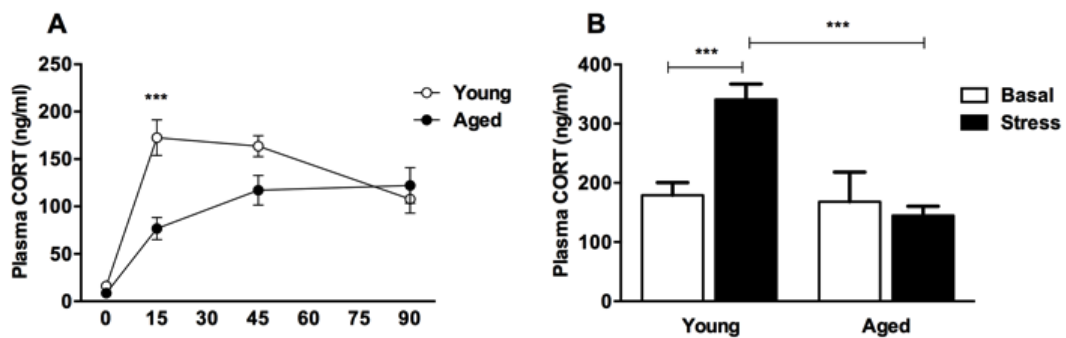 A
Plasma CORT (ng/ml)
250
200
150
100
50
0
***
Young
Aged
0 15 30 45 60 75 90
B
Plasma CORT (ng/ml)
400
300
200
100
0
***
***
Basal
Stress
Young Aged